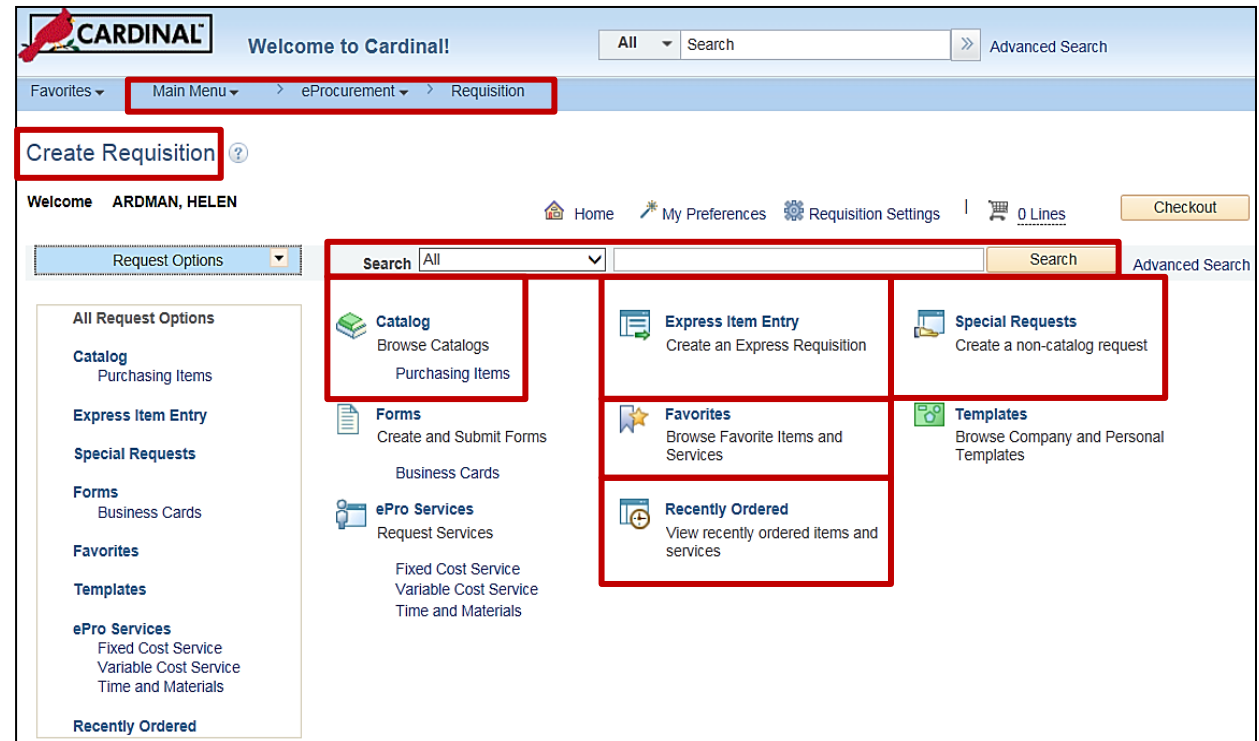 CARDINAL
Welcome to Cardinal!
All Search Advanced Search
Favorites Main Menu > eProcurement > Requisition
Create Requisition
Welcome ARDMAN, HELEN
Home My Preferences Requisition Settings | 0 Lines Checkout
Request Options
Search All Search Advanced Search
All Request Options
Catalog
Purchasing Items
Express Item Entry
Special Requests
Forms
Business Cards
Favorites
Templates
ePro Services
Fixed Cost Service
Variable Cost Service
Time and Materials
Recently Ordered
Catalog
Browse Catalogs
Purchasing Items
Express Item Entry
Create an Express Requisition
Special Requests
Create a non-catalog request
Forms
Create and Submit Forms
Business Cards
Favorites
Browse Favorite Items and
Services
Templates
Browse Company and Personal
Templates
ePro Services
Request Services
Fixed Cost Service
Variable Cost Service
Time and Materials
Recently Ordered
View recently ordered items and
services